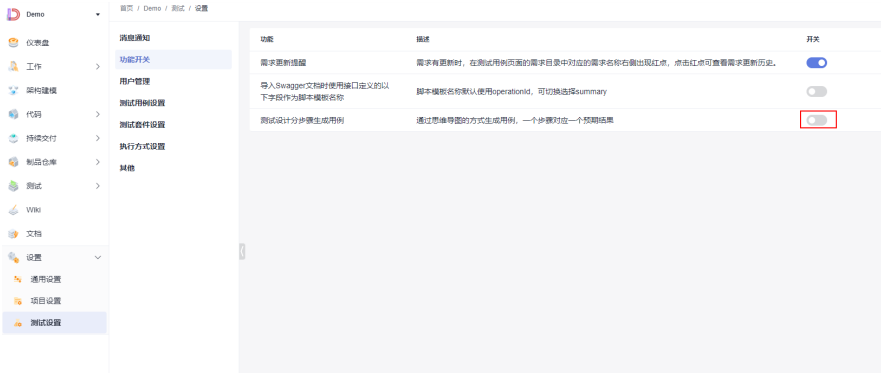 首页 / Demo / 测试 / 设置
Demo
仪表盘
工作
架构建模
代码
持续交付
制品仓库
测试
Wiki
文档
设置
通用设置
项目设置
测试设置
消息通知
功能开关
用户管理
测试用例设置
测试套件设置
执行方式设置
其他
功能 描述 开关
需求更新提醒 需求有更新时，在测试用例页面的需求目录中对应的需求名称右侧出现红点，点击红点可查看需求更新历史。
导入Swagger文档时使用接口定义的以
下字段作为脚本模板名称
脚本模板名称默认使用operationId，可切换选择summary
测试设计分步骤生成用例 通过思维导图的方式生成用例，一个步骤对应一个预期结果